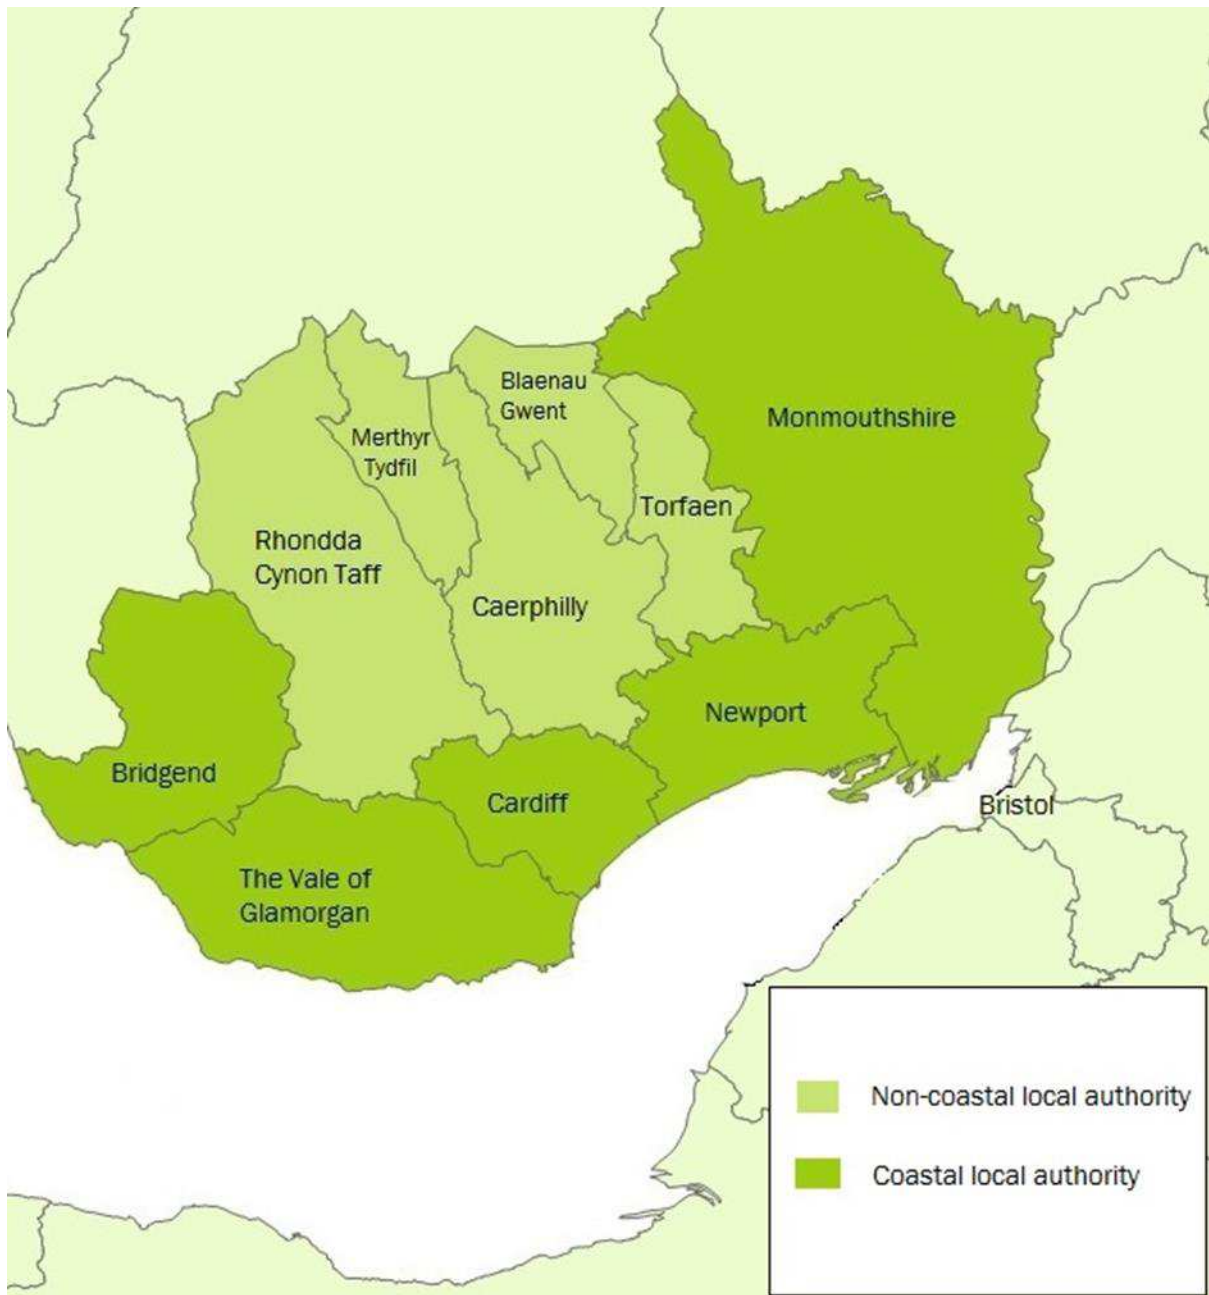 Blaenau
Gwent
Monmouthshire
Merthyr
Tydfil
Torfaen
Rhondda
Cynon Taff
Caerphilly
Newport
Bridgend
Cardiff
Bristol
The Vale of
Glamorgan
Non-coastal local authority
Coastal local authority